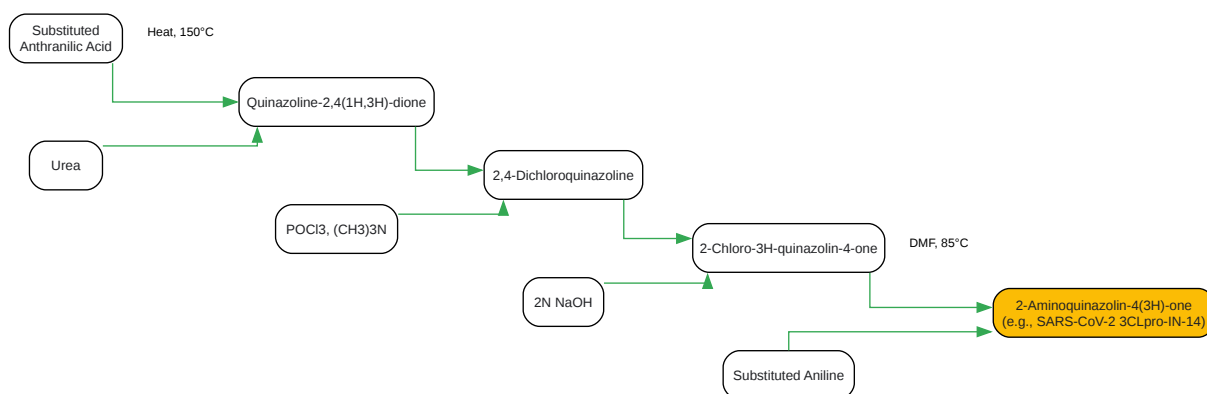 Substituted
Anthranilic Acid
Heat, 150°C
Quinazoline-2,4(1H,3H)-dione
Urea
2,4-Dichloroquinazoline
POCl3, (CH3)3N
2-Chloro-3H-quinazolin-4-one
DMF, 85°C
2N NaOH
2-Aminoquinazolin-4(3H)-one
(e.g., SARS-CoV-2 3CLpro-IN-14)
Substituted Aniline